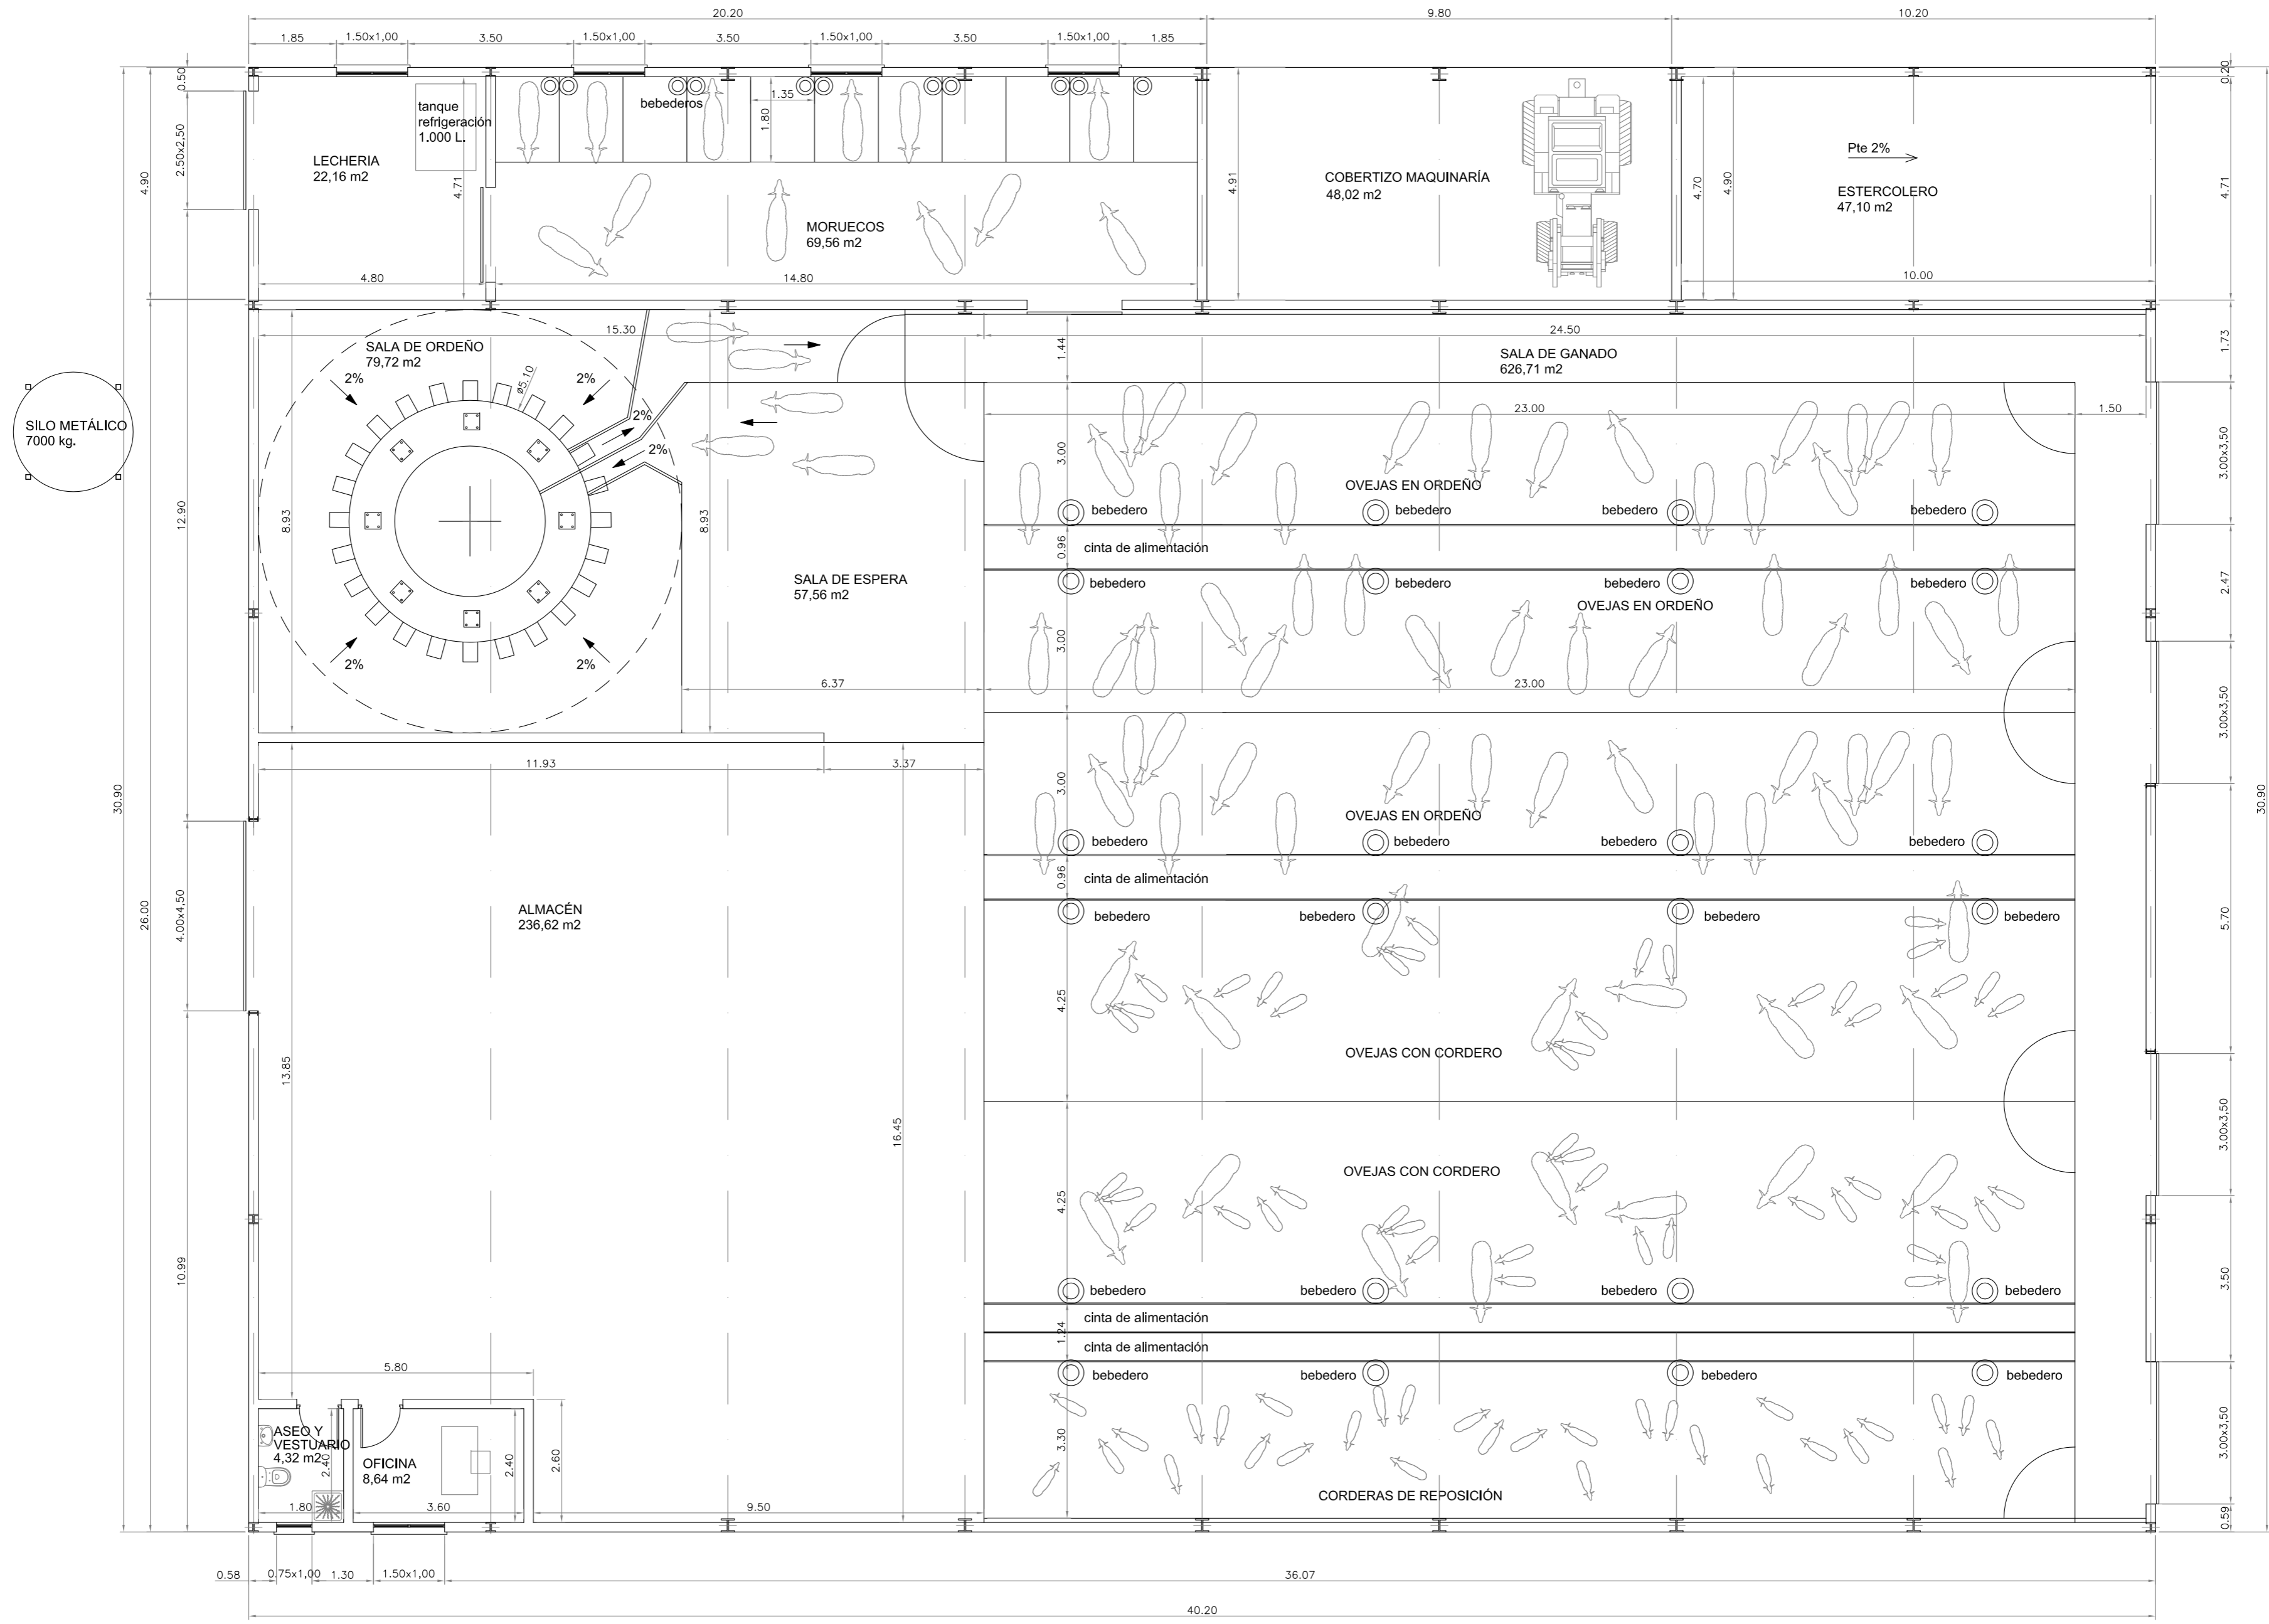 20.20
9.80
10.20
1.85
1.50x1,00
3.50
1.50x1,00
3.50
1.50x1,00
3.50
1.50x1,00
1.85
0.50
2.50x2,50
4.90
tanque
refrigeración
1.000 L.
LECHERIA
22,16 m2
4.71
4.80
bebederos
1.35
1.80
MORUECOS
69,56 m2
14.80
4.91
COBERTIZO MAQUINARÍA
48,02 m2
4.70
4.90
Pte 2%
ESTERCOLERO
47,10 m2
10.00
0.20
4.71
15.30
SALA DE ORDEÑO
79,72 m2
2%
2%
ø5.10
2%
2%
2%
2%
8.93
8.93
SILO METÁLICO
7000 kg.
12.90
24.50
1.44
SALA DE GANADO
626,71 m2
1.73
23.00
1.50
3.00
OVEJAS EN ORDEÑO
bebedero
bebedero
bebedero
bebedero
3.00x3,50
0.96
cinta de alimentación
SALA DE ESPERA
57,56 m2
bebedero
bebedero
bebedero
bebedero
OVEJAS EN ORDEÑO
2.47
3.00
6.37
23.00
3.00x3,50
11.93
3.37
3.00
30.90
30.90
OVEJAS EN ORDEÑO
bebedero
bebedero
bebedero
bebedero
0.96
cinta de alimentación
ALMACÉN
236,62 m2
26.00
4.00x4,50
bebedero
bebedero
bebedero
bebedero
5.70
4.25
OVEJAS CON CORDERO
13.85
16.45
3.00x3,50
OVEJAS CON CORDERO
4.25
10.99
3.50
bebedero
bebedero
bebedero
bebedero
cinta de alimentación
1.24
cinta de alimentación
5.80
bebedero
bebedero
bebedero
bebedero
ASEO Y
VESTUARIO
4,32 m2
2.40
OFICINA
8,64 m2
2.40
2.60
3.30
3.00x3,50
CORDERAS DE REPOSICIÓN
1.80
3.60
9.50
0.59
0.58
0.75x1,00
1.30
1.50x1,00
36.07
40.20